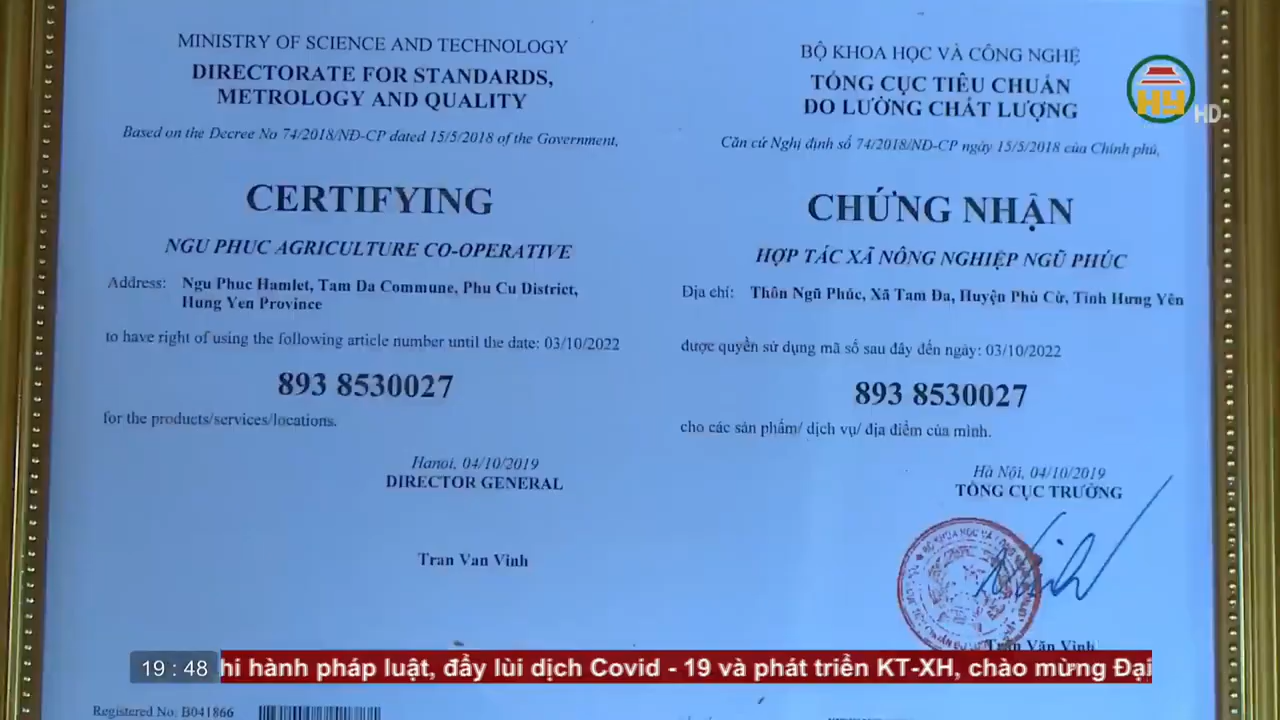 MINISTRY OF SCIENCE AND TECHNOLOGY
DIRECTORATE FOR STANDARDS,
METROLOGY AND QUALITY
Based on the Decree No 74/2018/NĐ-CP dated 15/5/2018 of the Government,
CERTIFYING
NGU PHUC AGRICULTURE CO-OPERATIVE
Address: Ngu Phuc Hamlet, Tam Da Commune, Phu Cu District,
Hung Yen Province
to have right of using the following article number until the date: 03/10/2022
893 8530027
for the products/services/locations.
Hanoi, 04/10/2019
DIRECTOR GENERAL
Tran Van Vinh
Registered No: B041866
BỘ KHOA HỌC VÀ CÔNG NGHỆ
TỔNG CỤC TIÊU CHUẨN
ĐO LƯỜNG CHẤT LƯỢNG
Căn cứ Nghị định số 74/2018/NĐ-CP ngày 15/5/2018 của Chính phủ,
CHỨNG NHẬN
HỢP TÁC XÃ NÔNG NGHIỆP NGŨ PHÚC
Địa chỉ: Thôn Ngũ Phúc, Xã Tam Đa, Huyện Phù Cừ, Tỉnh Hưng Yên
được quyền sử dụng mã số sau đây đến ngày: 03/10/2022
893 8530027
cho các sản phẩm/ dịch vụ/ địa điểm của mình.
Hà Nội, 04/10/2019
TỔNG CỤC TRƯỞNG
Trần Văn Vinh
HY HD
19 : 48 hi hành pháp luật, đẩy lùi dịch Covid - 19 và phát triển KT-XH, chào mừng Đại